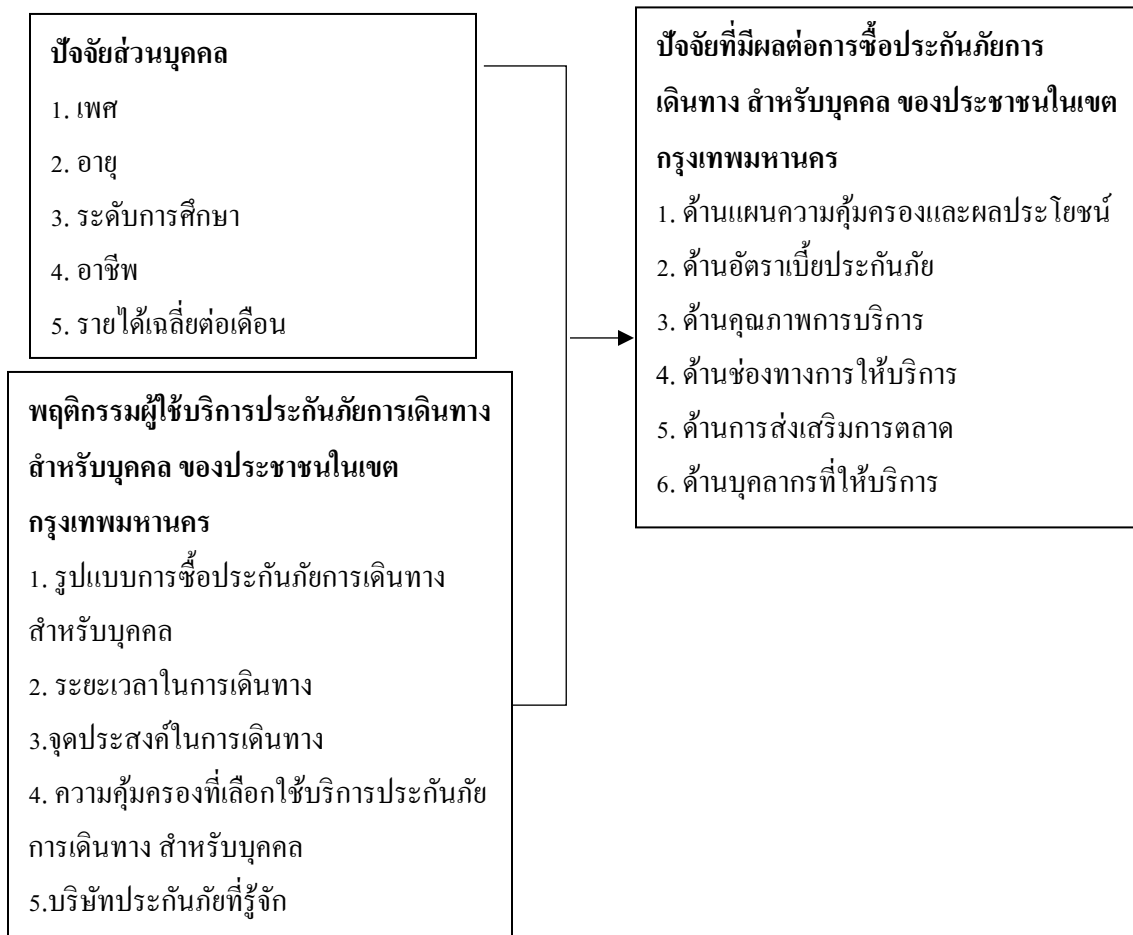 ปัจจัยส่วนบุคคล
1. เพศ
2. อายุ
3. ระดับการศึกษา
4. อาชีพ
5. รายได้เฉลี่ยต่อเดือน
พฤติกรรมผู้ใช้บริการประกันภัยการเดินทาง
สำหรับบุคคล ของประชาชนในเขต
กรุงเทพมหานคร
1. รูปแบบการซื้อประกันภัยการเดินทาง
สำหรับบุคคล
2. ระยะเวลาในการเดินทาง
3.จุดประสงค์ในการเดินทาง
4. ความคุ้มครองที่เลือกใช้บริการประกันภัย
การเดินทาง สำหรับบุคคล
5.บริษัทประกันภัยที่รู้จัก
ปัจจัยที่มีผลต่อการซื้อประกันภัยการ
เดินทาง สำหรับบุคคล ของประชาชนในเขต
กรุงเทพมหานคร
1. ด้านแผนความคุ้มครองและผลประโยชน์
2. ด้านอัตราเบี้ยประกันภัย
3. ด้านคุณภาพการบริการ
4. ด้านช่องทางการให้บริการ
5. ด้านการส่งเสริมการตลาด
6. ด้านบุคลากรที่ให้บริการ